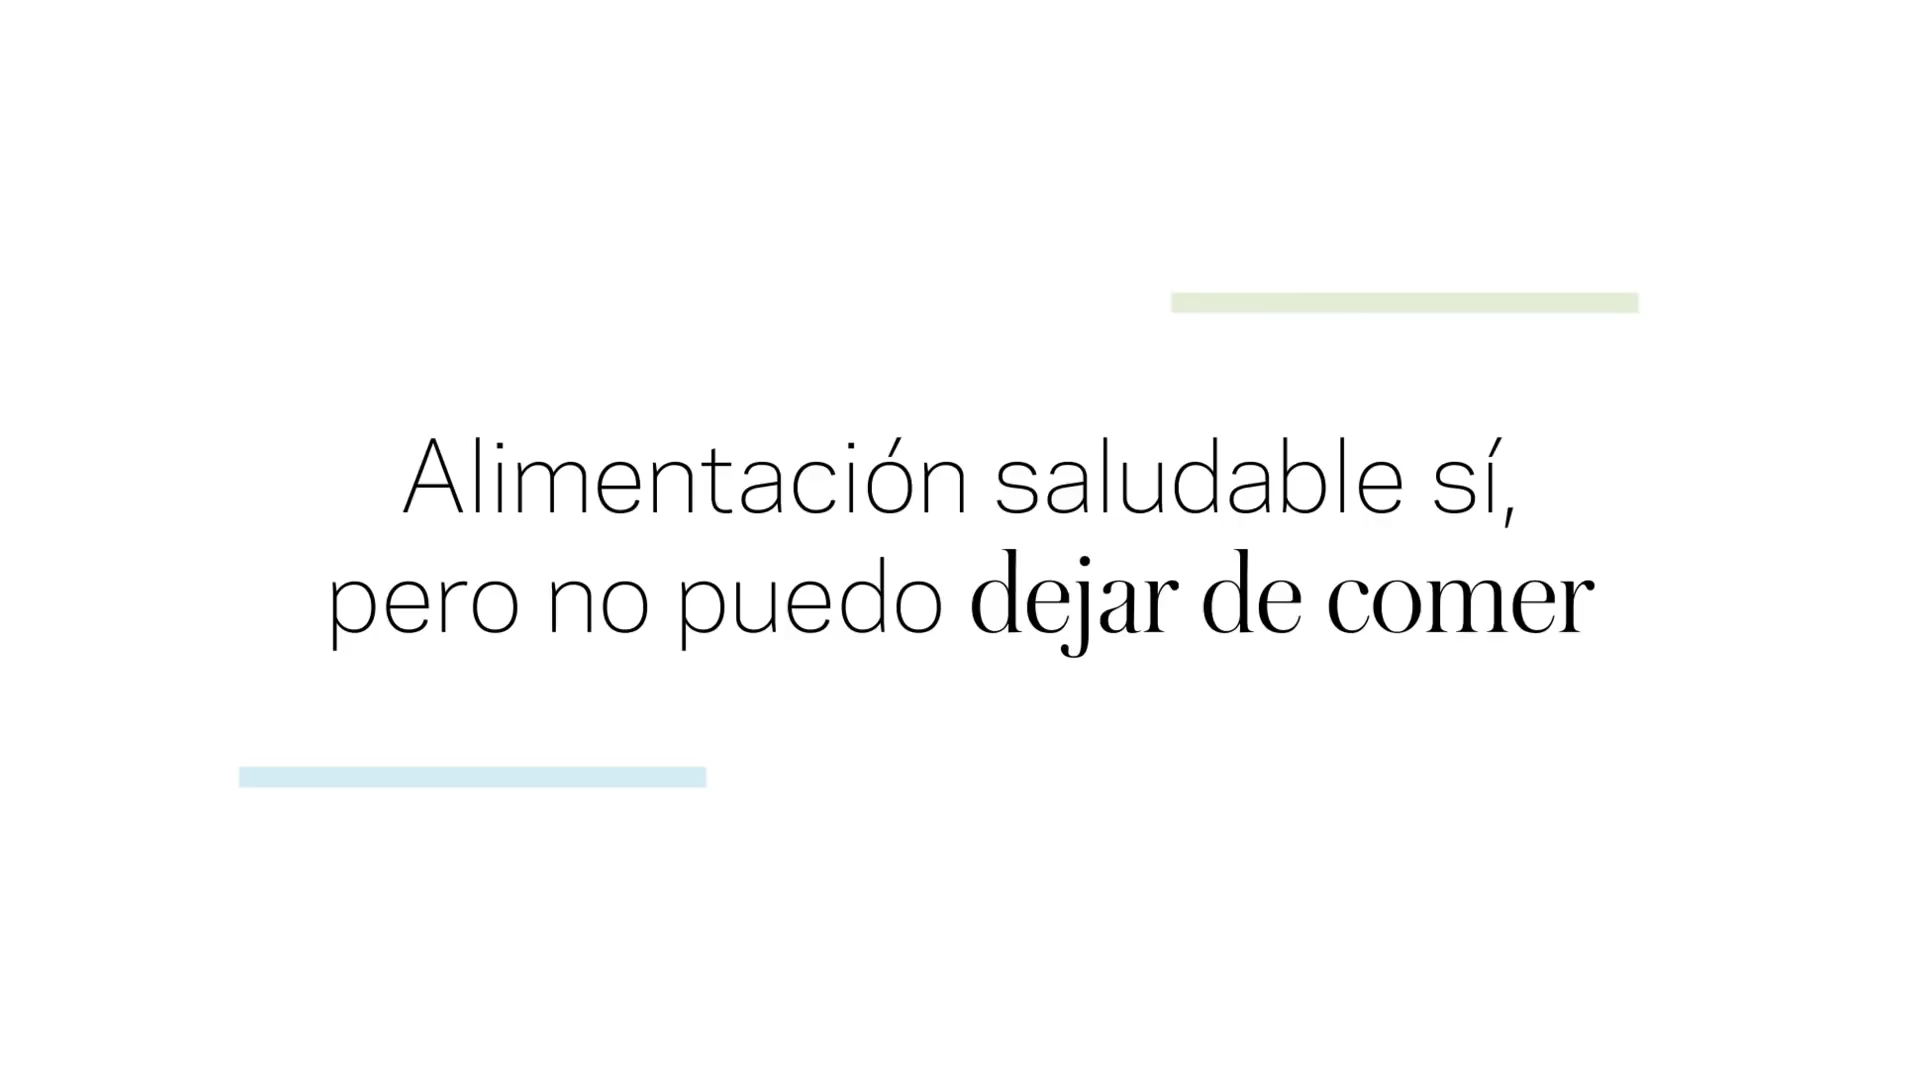 Alimentación saludable sí,
pero no puedo dejar de comer